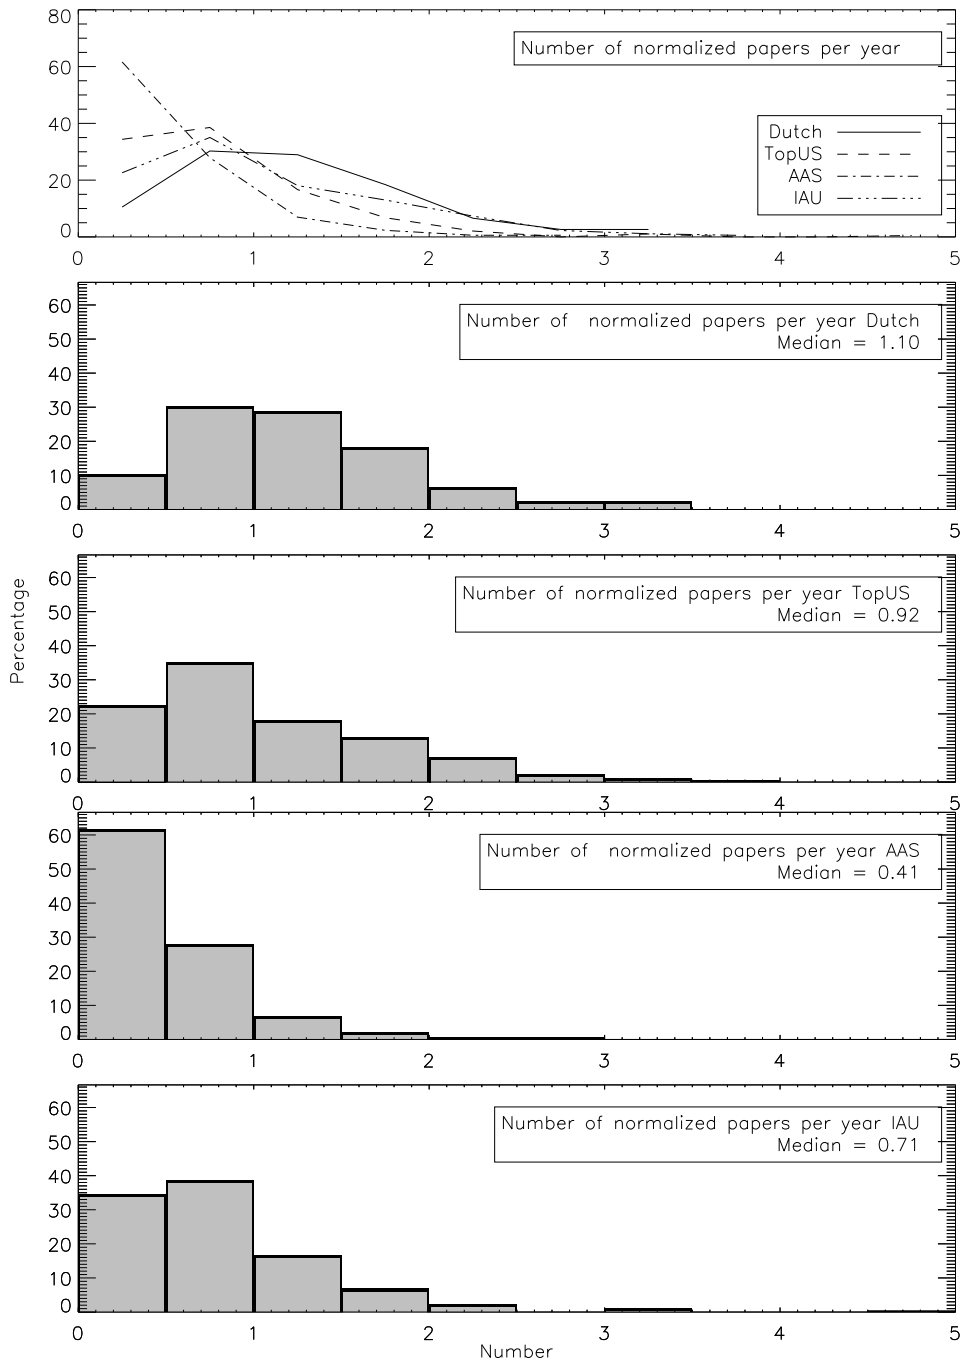 80
60
40
20
0
0 1 2 3 4 5
Number of normalized papers per year
Dutch
TopUS
AAS
IAU
60
50
40
30
20
10
0
0 1 2 3 4 5
Number of normalized papers per year Dutch
Median = 1.10
60
50
40
30
20
10
0
0 1 2 3 4 5
Number of normalized papers per year TopUS
Median = 0.92
Percentage
60
50
40
30
20
10
0
0 1 2 3 4 5
Number of normalized papers per year AAS
Median = 0.41
60
50
40
30
20
10
0
0 1 2 3 4 5
Number of normalized papers per year IAU
Median = 0.71
Number